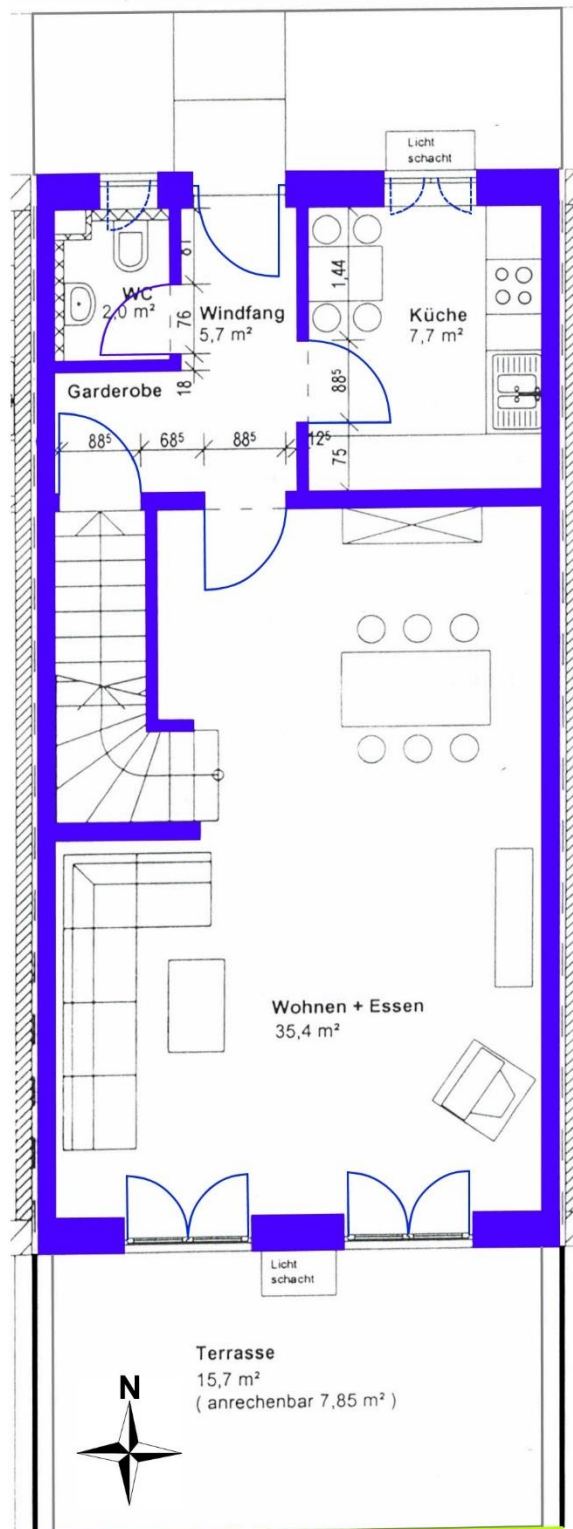 Licht
schacht
WC
2,0 m²
81
76
18
Windfang
5,7 m²
1,44
88⁵
75
Küche
7,7 m²
Garderobe
88⁵
68⁵
88⁵
12⁵
Wohnen + Essen
35,4 m²
Licht
schacht
Terrasse
15,7 m²
( anrechenbar 7,85 m² )
N